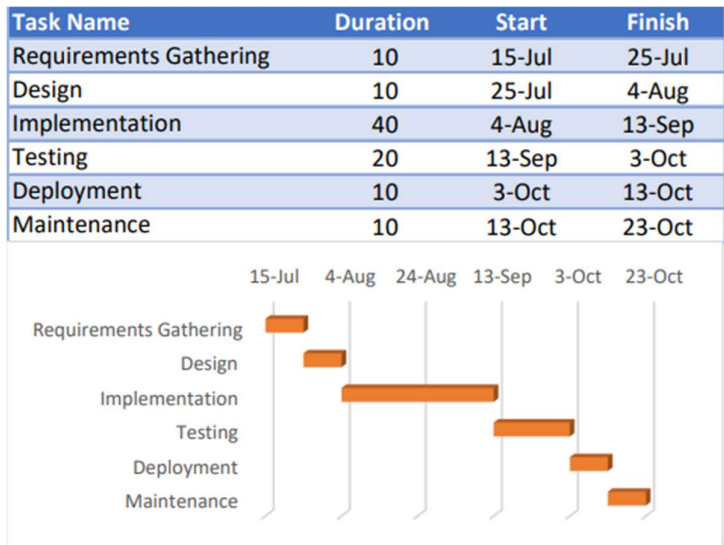 Task Name Duration Start Finish
Requirements Gathering 10 15-Jul 25-Jul
Design 10 25-Jul 4-Aug
Implementation 40 4-Aug 13-Sep
Testing 20 13-Sep 3-Oct
Deployment 10 3-Oct 13-Oct
Maintenance 10 13-Oct 23-Oct
15-Jul 4-Aug 24-Aug 13-Sep 3-Oct 23-Oct
Requirements Gathering
Design
Implementation
Testing
Deployment
Maintenance